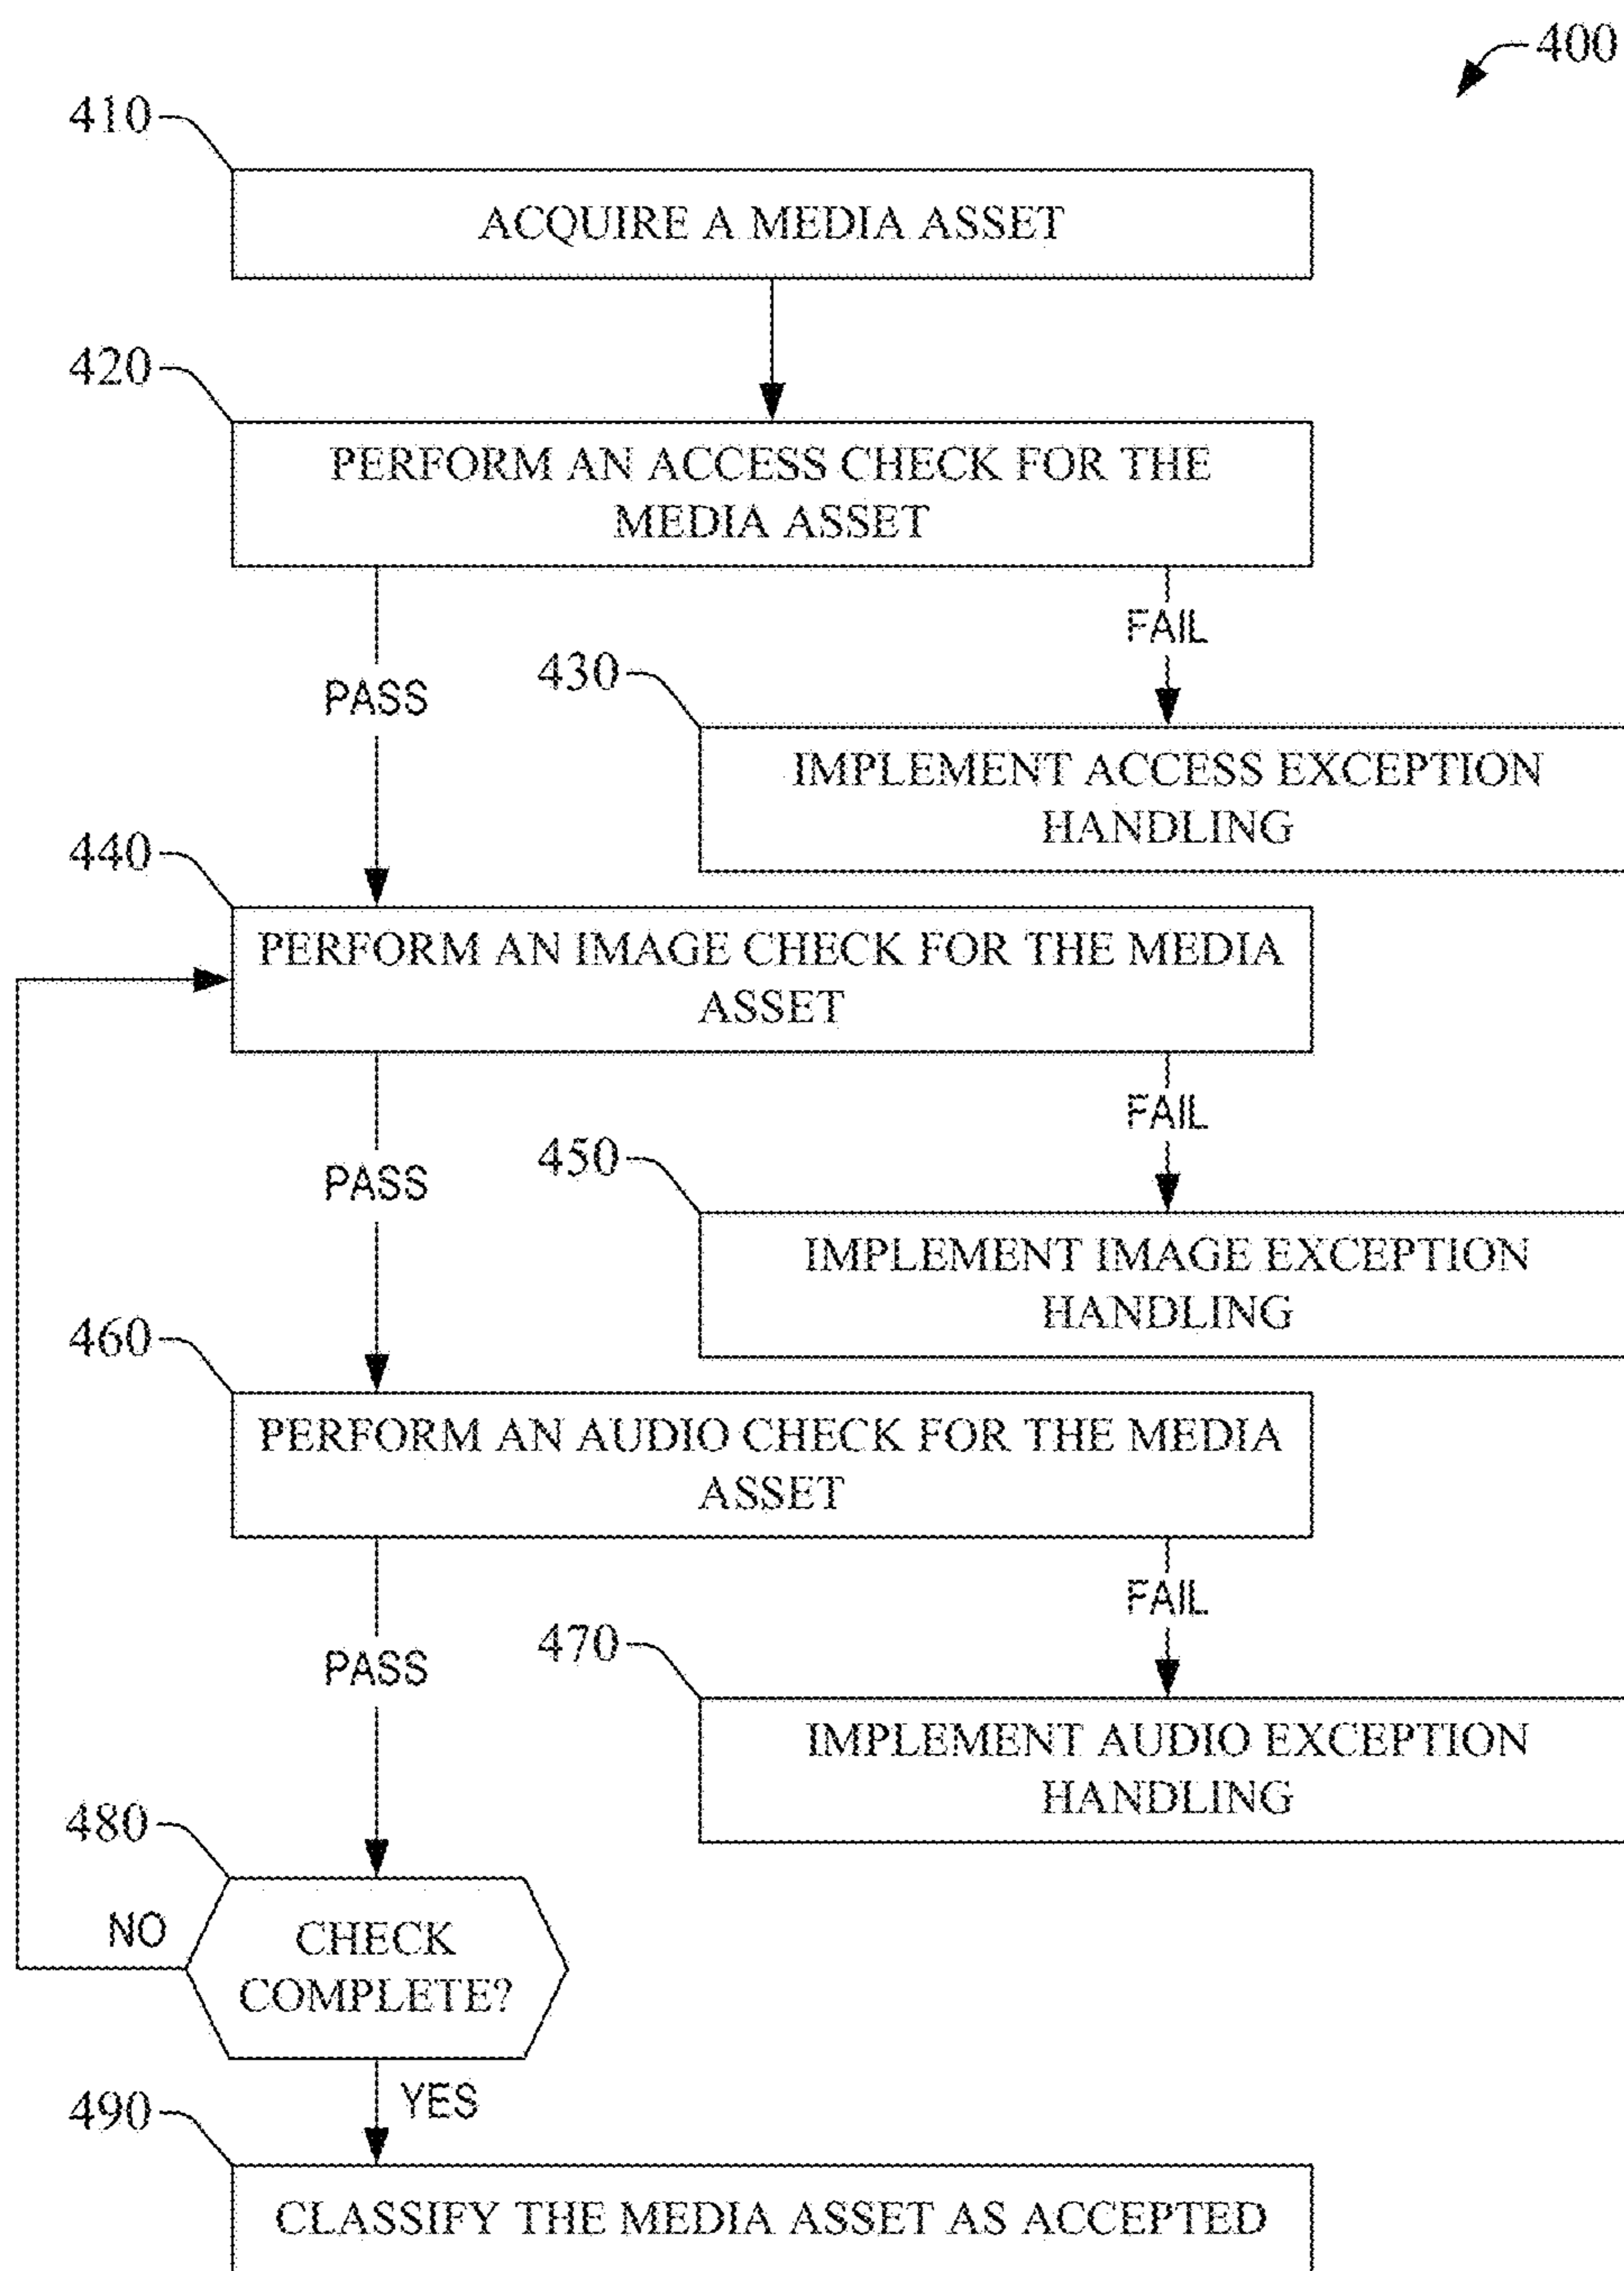 400
410
ACQUIRE A MEDIA ASSET
420
PERFORM AN ACCESS CHECK FOR THE
MEDIA ASSET
FAIL
PASS
430
IMPLEMENT ACCESS EXCEPTION
HANDLING
440
PERFORM AN IMAGE CHECK FOR THE MEDIA
ASSET
FAIL
PASS
450
IMPLEMENT IMAGE EXCEPTION
HANDLING
460
PERFORM AN AUDIO CHECK FOR THE MEDIA
ASSET
FAIL
PASS
470
IMPLEMENT AUDIO EXCEPTION
HANDLING
480
NO
CHECK
COMPLETE?
YES
490
CLASSIFY THE MEDIA ASSET AS ACCEPTED